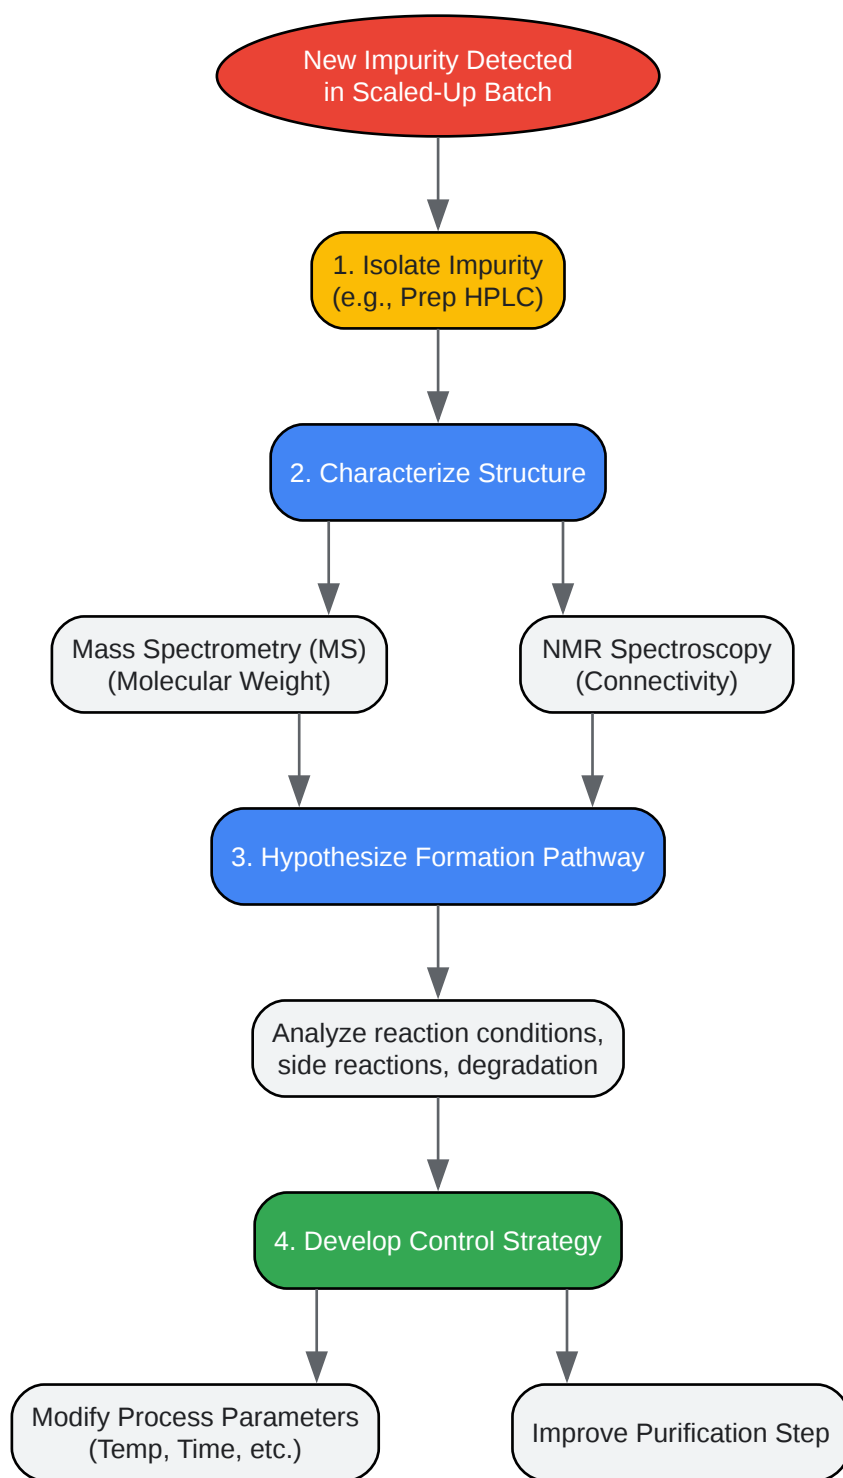 New Impurity Detected
in Scaled-Up Batch
1. Isolate Impurity
(e.g., Prep HPLC)
2. Characterize Structure
Mass Spectrometry (MS)
(Molecular Weight)
NMR Spectroscopy
(Connectivity)
3. Hypothesize Formation Pathway
Analyze reaction conditions,
side reactions, degradation
4. Develop Control Strategy
Modify Process Parameters
(Temp, Time, etc.)
Improve Purification Step